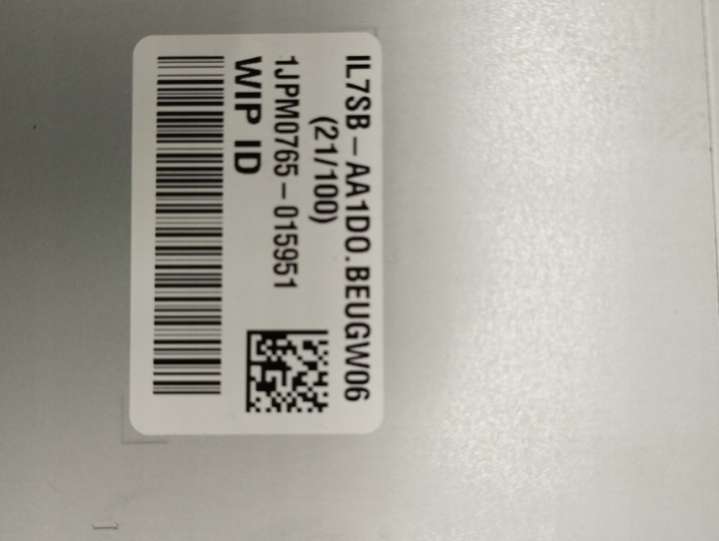 IL7SB-AA1DO.BEUGW06
(21/100)
1JPM0765-015951
WIP ID